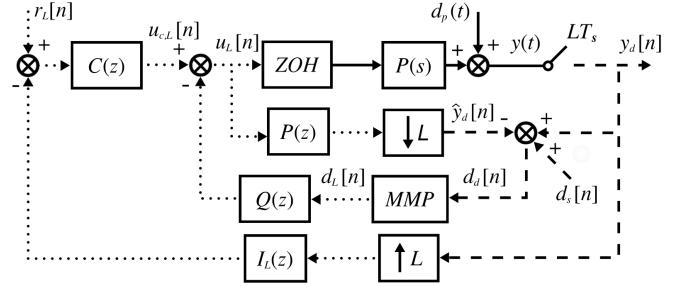 r_L[n]
d_p(t)
+ u_{c,L}[n] + u_L[n] + + y(t) LT_s y_d[n]
C(z) ZOH P(s)
- -
P(z) L ŷ_d[n] - +
+
d_L[n] d_d[n] d_s[n]
Q(z) MMP
I_L(z) L